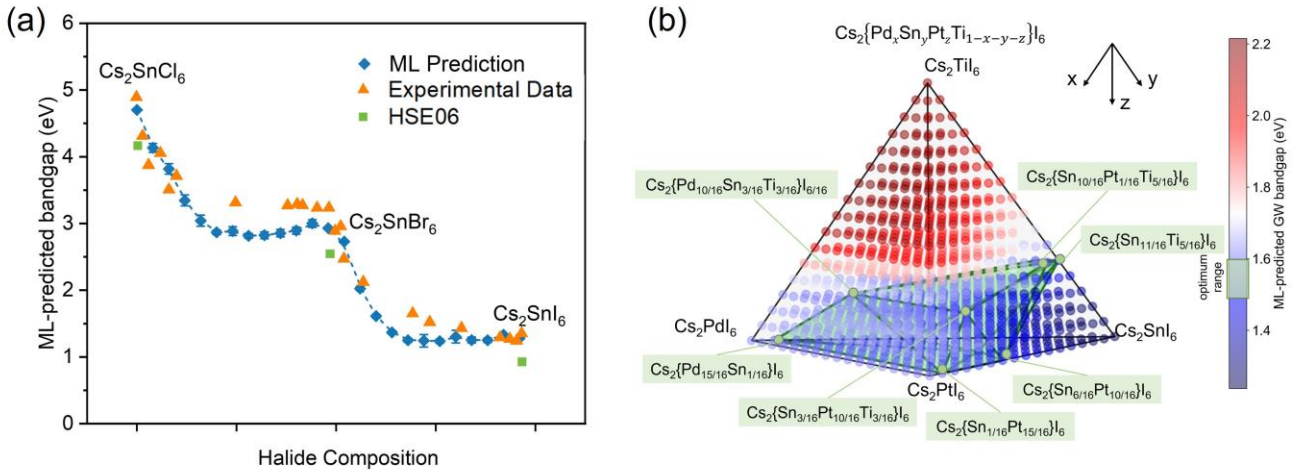 (a)
ML-predicted bandgap (eV)
6
5
4
3
2
1
0
Cs₂SnCl₆
ML Prediction
Experimental Data
HSE06
Cs₂SnBr₆
Cs₂SnI₆
Halide Composition
(b)
Cs₂{PdₓSnᵧPt_zTi₁₋ₓ₋ᵧ₋_z}I₆
Cs₂TiI₆
x
y
z
Cs₂{Pd₁₀/₁₆Sn₃/₁₆Ti₃/₁₆}I₆/₁₆
Cs₂{Sn₁₀/₁₆Pt₁/₁₆Ti₅/₁₆}I₆
Cs₂{Sn₁₁/₁₆Ti₅/₁₆}I₆
Cs₂PdI₆
Cs₂SnI₆
Cs₂{Pd₁₅/₁₆Sn₁/₁₆}I₆
Cs₂PtI₆
Cs₂{Sn₆/₁₆Pt₁₀/₁₆}I₆
Cs₂{Sn₃/₁₆Pt₁₀/₁₆Ti₃/₁₆}I₆
Cs₂{Sn₁/₁₆Pt₁₅/₁₆}I₆
optimum
range
2.2
2.0
1.8
1.6
1.4
ML-predicted GW bandgap (eV)